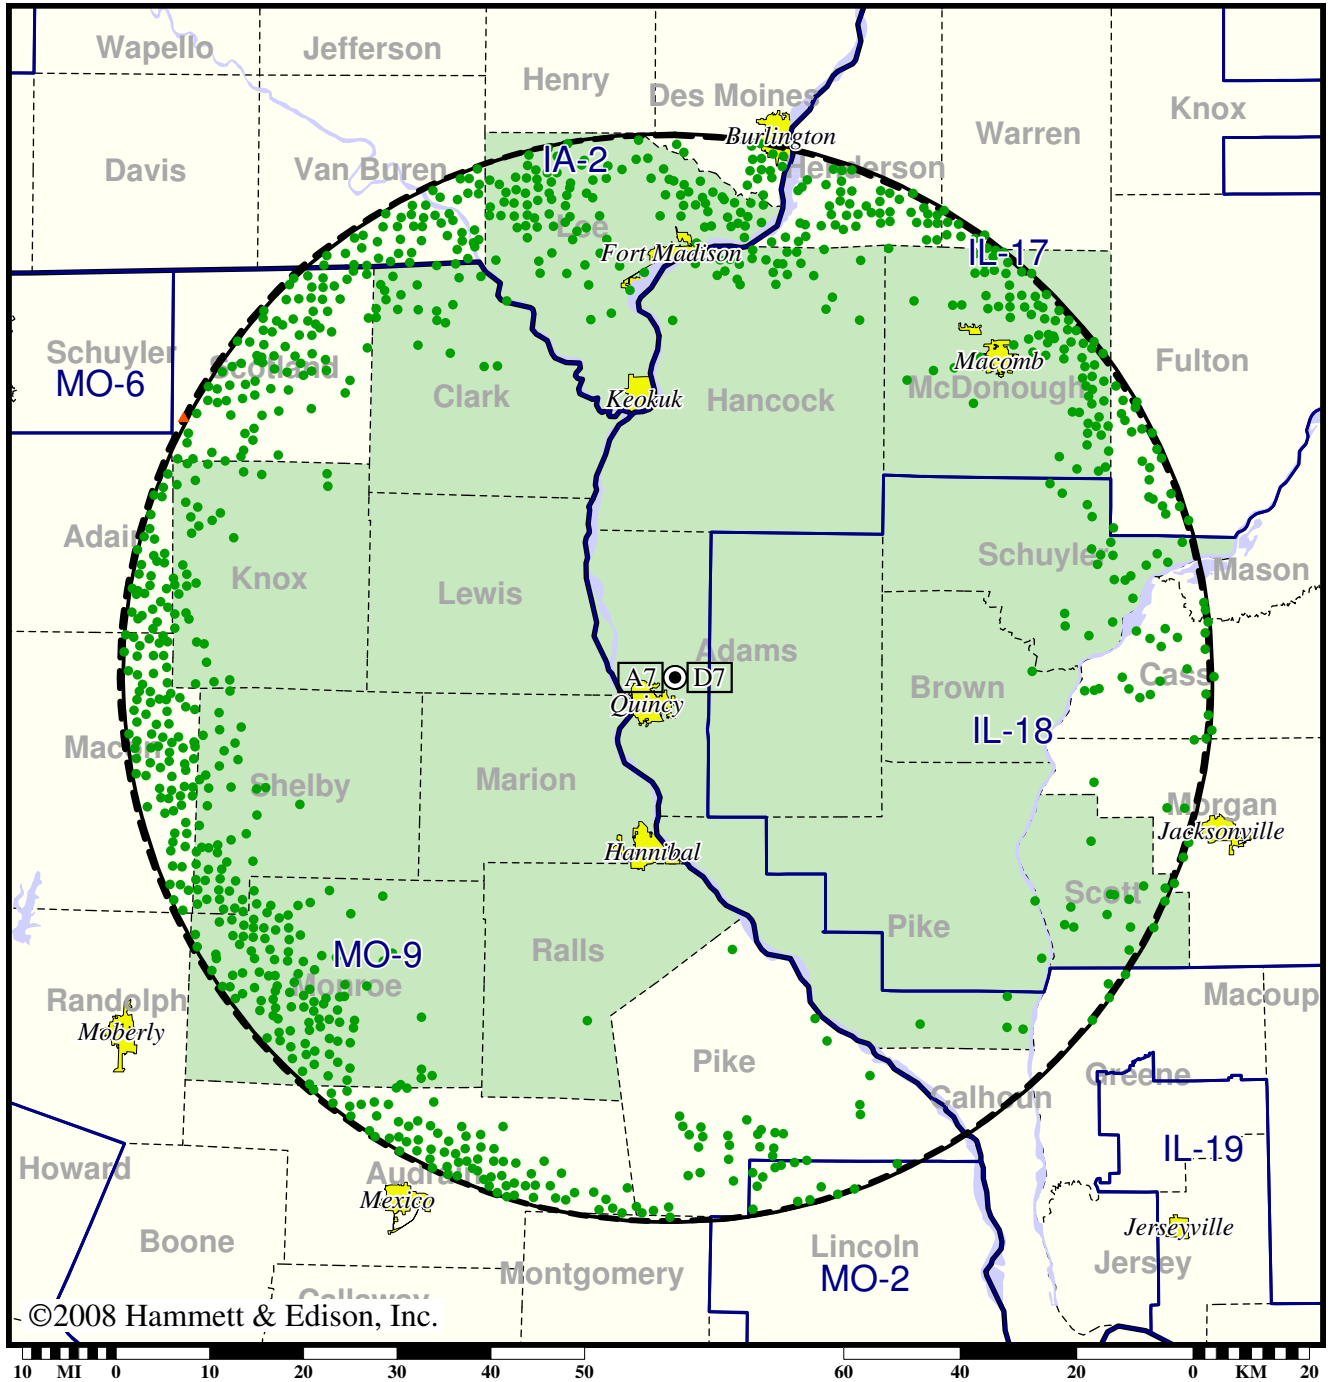 Wapello
Jefferson
Henry
Des Moines
Knox
Burlington
Warren
Davis
Van Buren
IA-2
Henderson
Lee
Fort Madison
IL-17
Schuyler
MO-6
Scotland
Clark
Keokuk
Hancock
Macomb
McDonough
Fulton
Adair
Knox
Lewis
Schuyler
Mason
Adams
A7
D7
Quincy
Brown
Cass
IL-18
Macon
Shelby
Marion
Morgan
Jacksonville
Hannibal
Scott
Pike
MO-9
Ralls
Monroe
Randolph
Moberly
Macoup
Pike
Greene
Calhoun
Howard
Audrain
Mexico
IL-19
Boone
Lincoln
MO-2
Jerseyville
Jersey
Montgomery
Callaway
©2008 Hammett & Edison, Inc.
10 MI 0 10 20 30 40 50 60 40 20 0 KM 20